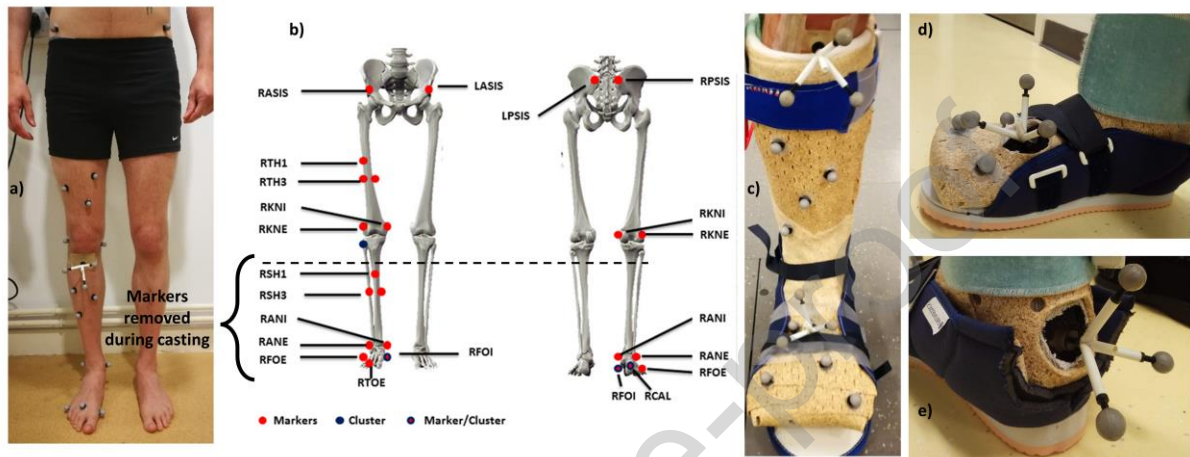 a)
Markers
removed
during casting
b)
RASIS
LASIS
RTH1
RTH3
RKNI
RKNE
RSH1
RSH3
RANI
RANE
RFOE
RTOE
RFOI
LPSIS
RPSIS
RKNI
RKNE
RANI
RANE
RFOE
RFOI
RCAL
Markers
Cluster
Marker/Cluster
c)
d)
e)
e-proo